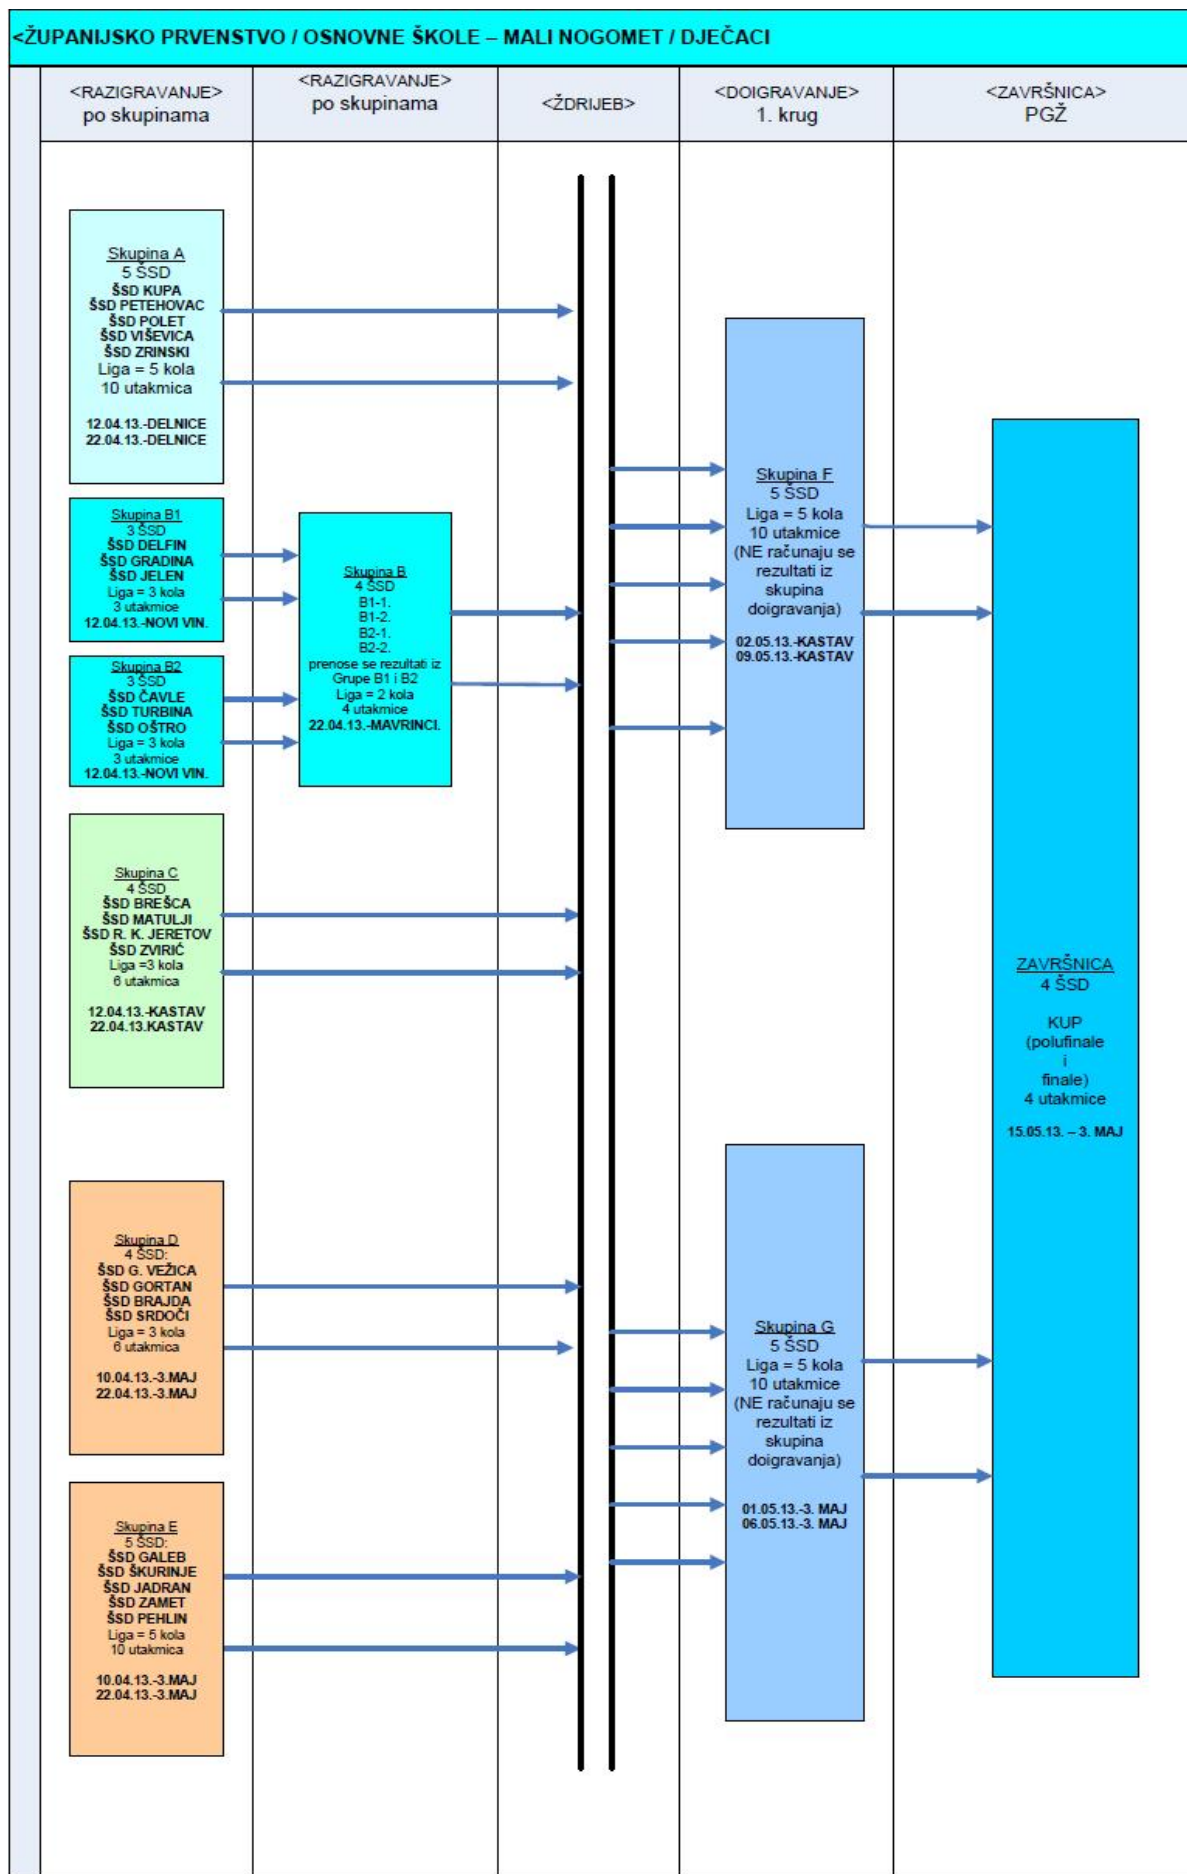 <ŽUPANIJSKO PRVENSTVO / OSNOVNE ŠKOLE – MALI NOGOMET / DJEČACI
<RAZIGRAVANJE>
po skupinama
<RAZIGRAVANJE>
po skupinama
<ŽDRIJEB>
<DOIGRAVANJE>
1. krug
<ZAVRŠNICA>
PGŽ
Skupina A
5 ŠSD
ŠSD KUPA
ŠSD PETEHOVAC
ŠSD POLET
ŠSD VIŠEVICA
ŠSD ZRINSKI
Liga = 5 kola
10 utakmica
12.04.13.-DELNICE
22.04.13.-DELNICE
Skupina B1
3 ŠSD
ŠSD DELFIN
ŠSD GRADINA
ŠSD JELEN
Liga = 3 kola
3 utakmice
12.04.13.-NOVI VIN.
Skupina B2
3 ŠSD
ŠSD ČAVLE
ŠSD TURBINA
ŠSD OŠTRO
Liga = 3 kola
3 utakmice
12.04.13.-NOVI VIN.
Skupina B
4 ŠSD
B1-1.
B1-2.
B2-1.
B2-2.
prenose se rezultati iz
Grupe B1 i B2
Liga = 2 kola
4 utakmice
22.04.13.-MAVRINCI.
Skupina C
4 ŠSD
ŠSD BREŠCA
ŠSD MATULJI
ŠSD R. K. JERETOV
ŠSD ZVIRIĆ
Liga =3 kola
6 utakmica
12.04.13.-KASTAV
22.04.13.KASTAV
Skupina D
4 ŠSD:
ŠSD G. VEŽICA
ŠSD GORTAN
ŠSD BRAJDA
ŠSD SRDOČI
Liga = 3 kola
6 utakmica
10.04.13.-3.MAJ
22.04.13.-3.MAJ
Skupina E
5 ŠSD:
ŠSD GALEB
ŠSD ŠKURINJE
ŠSD JADRAN
ŠSD ZAMET
ŠSD PEHLIN
Liga = 5 kola
10 utakmica
10.04.13.-3.MAJ
22.04.13.-3.MAJ
Skupina F
5 ŠSD
Liga = 5 kola
10 utakmice
(NE računaju se
rezultati iz
skupina
doigravanja)
02.05.13.-KASTAV
09.05.13.-KASTAV
Skupina G
5 ŠSD
Liga = 5 kola
10 utakmice
(NE računaju se
rezultati iz
skupina
doigravanja)
01.05.13.-3. MAJ
06.05.13.-3. MAJ
ZAVRŠNICA
4 ŠSD
KUP
(polufinale
i
finale)
4 utakmice
15.05.13. – 3. MAJ